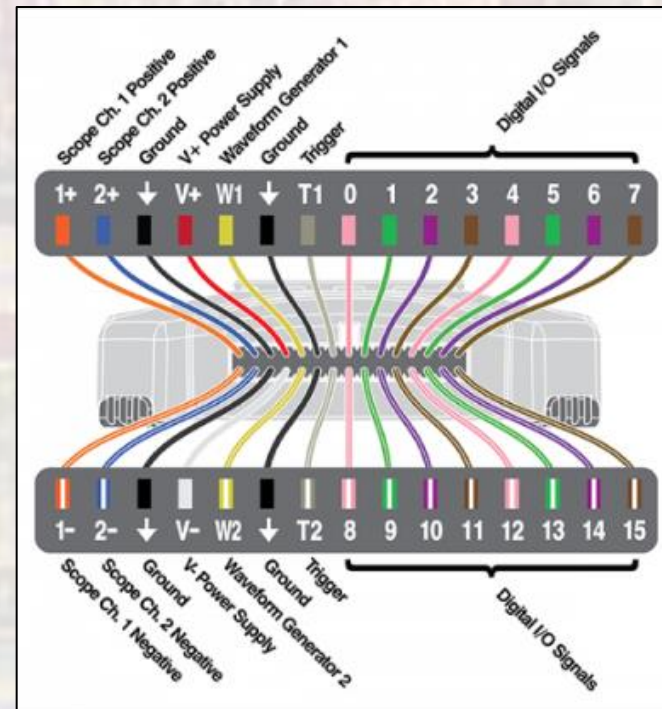 Scope Ch. 1 Positive
Scope Ch. 2 Positive
Ground
V+ Power Supply
Waveform Generator 1
Ground
Trigger
Digital I/O Signals
1+ 2+ ↓ V+ W1 ↓ T1 0 1 2 3 4 5 6 7
1− 2− ↓ V− W2 ↓ T2 8 9 10 11 12 13 14 15
Scope Ch. 1 Negative
Scope Ch. 2 Negative
Ground
V- Power Supply
Waveform Generator 2
Ground
Trigger
Digital I/O Signals